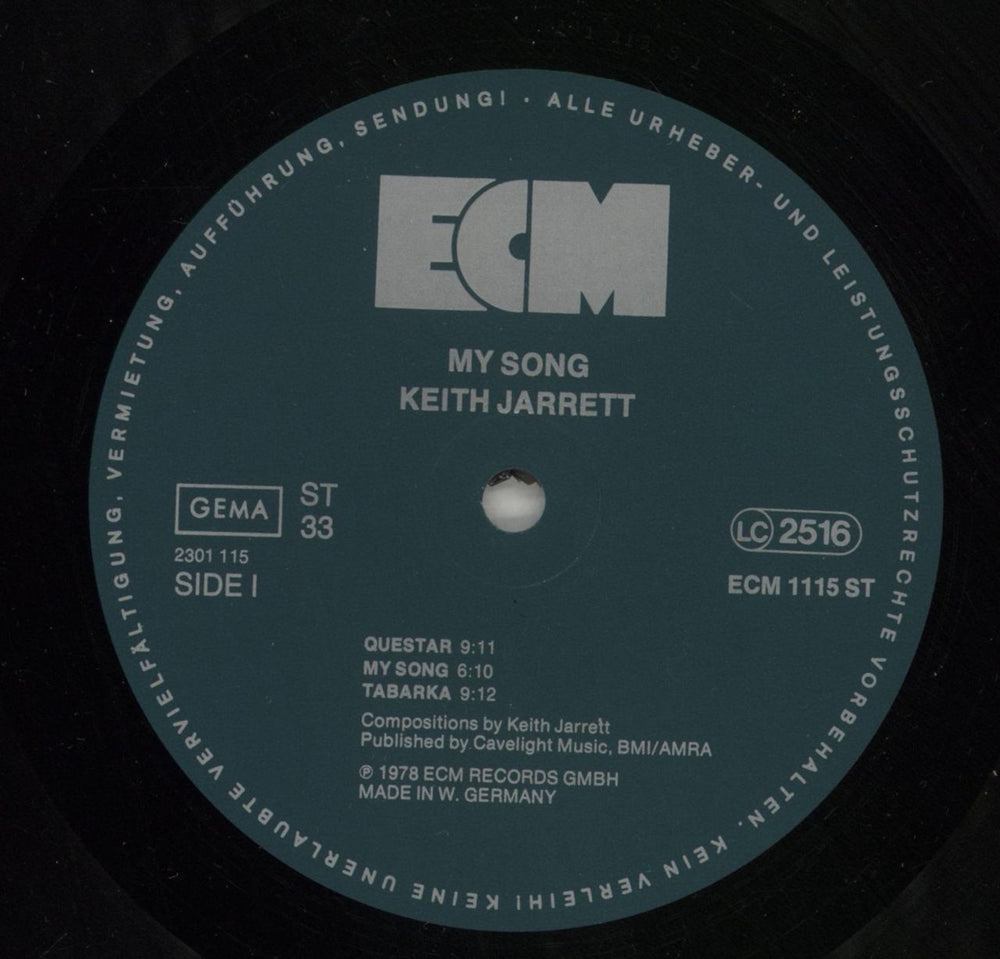 ALLE URHEBER- UND LEISTUNGSSCHUTZRECHTE VORBEHALTEN. KEIN VERLEIH! KEINE UNERLAUBTE VERVIELFÄLTIGUNG, VERMIETUNG, AUFFÜHRUNG, SENDUNG! ·
ECM
MY SONG
KEITH JARRETT
GEMA
ST
33
2301 115
SIDE I
LC 2516
ECM 1115 ST
QUESTAR 9:11
MY SONG 6:10
TABARKA 9:12
Compositions by Keith Jarrett
Published by Cavelight Music, BMI/AMRA
℗ 1978 ECM RECORDS GMBH
MADE IN W. GERMANY